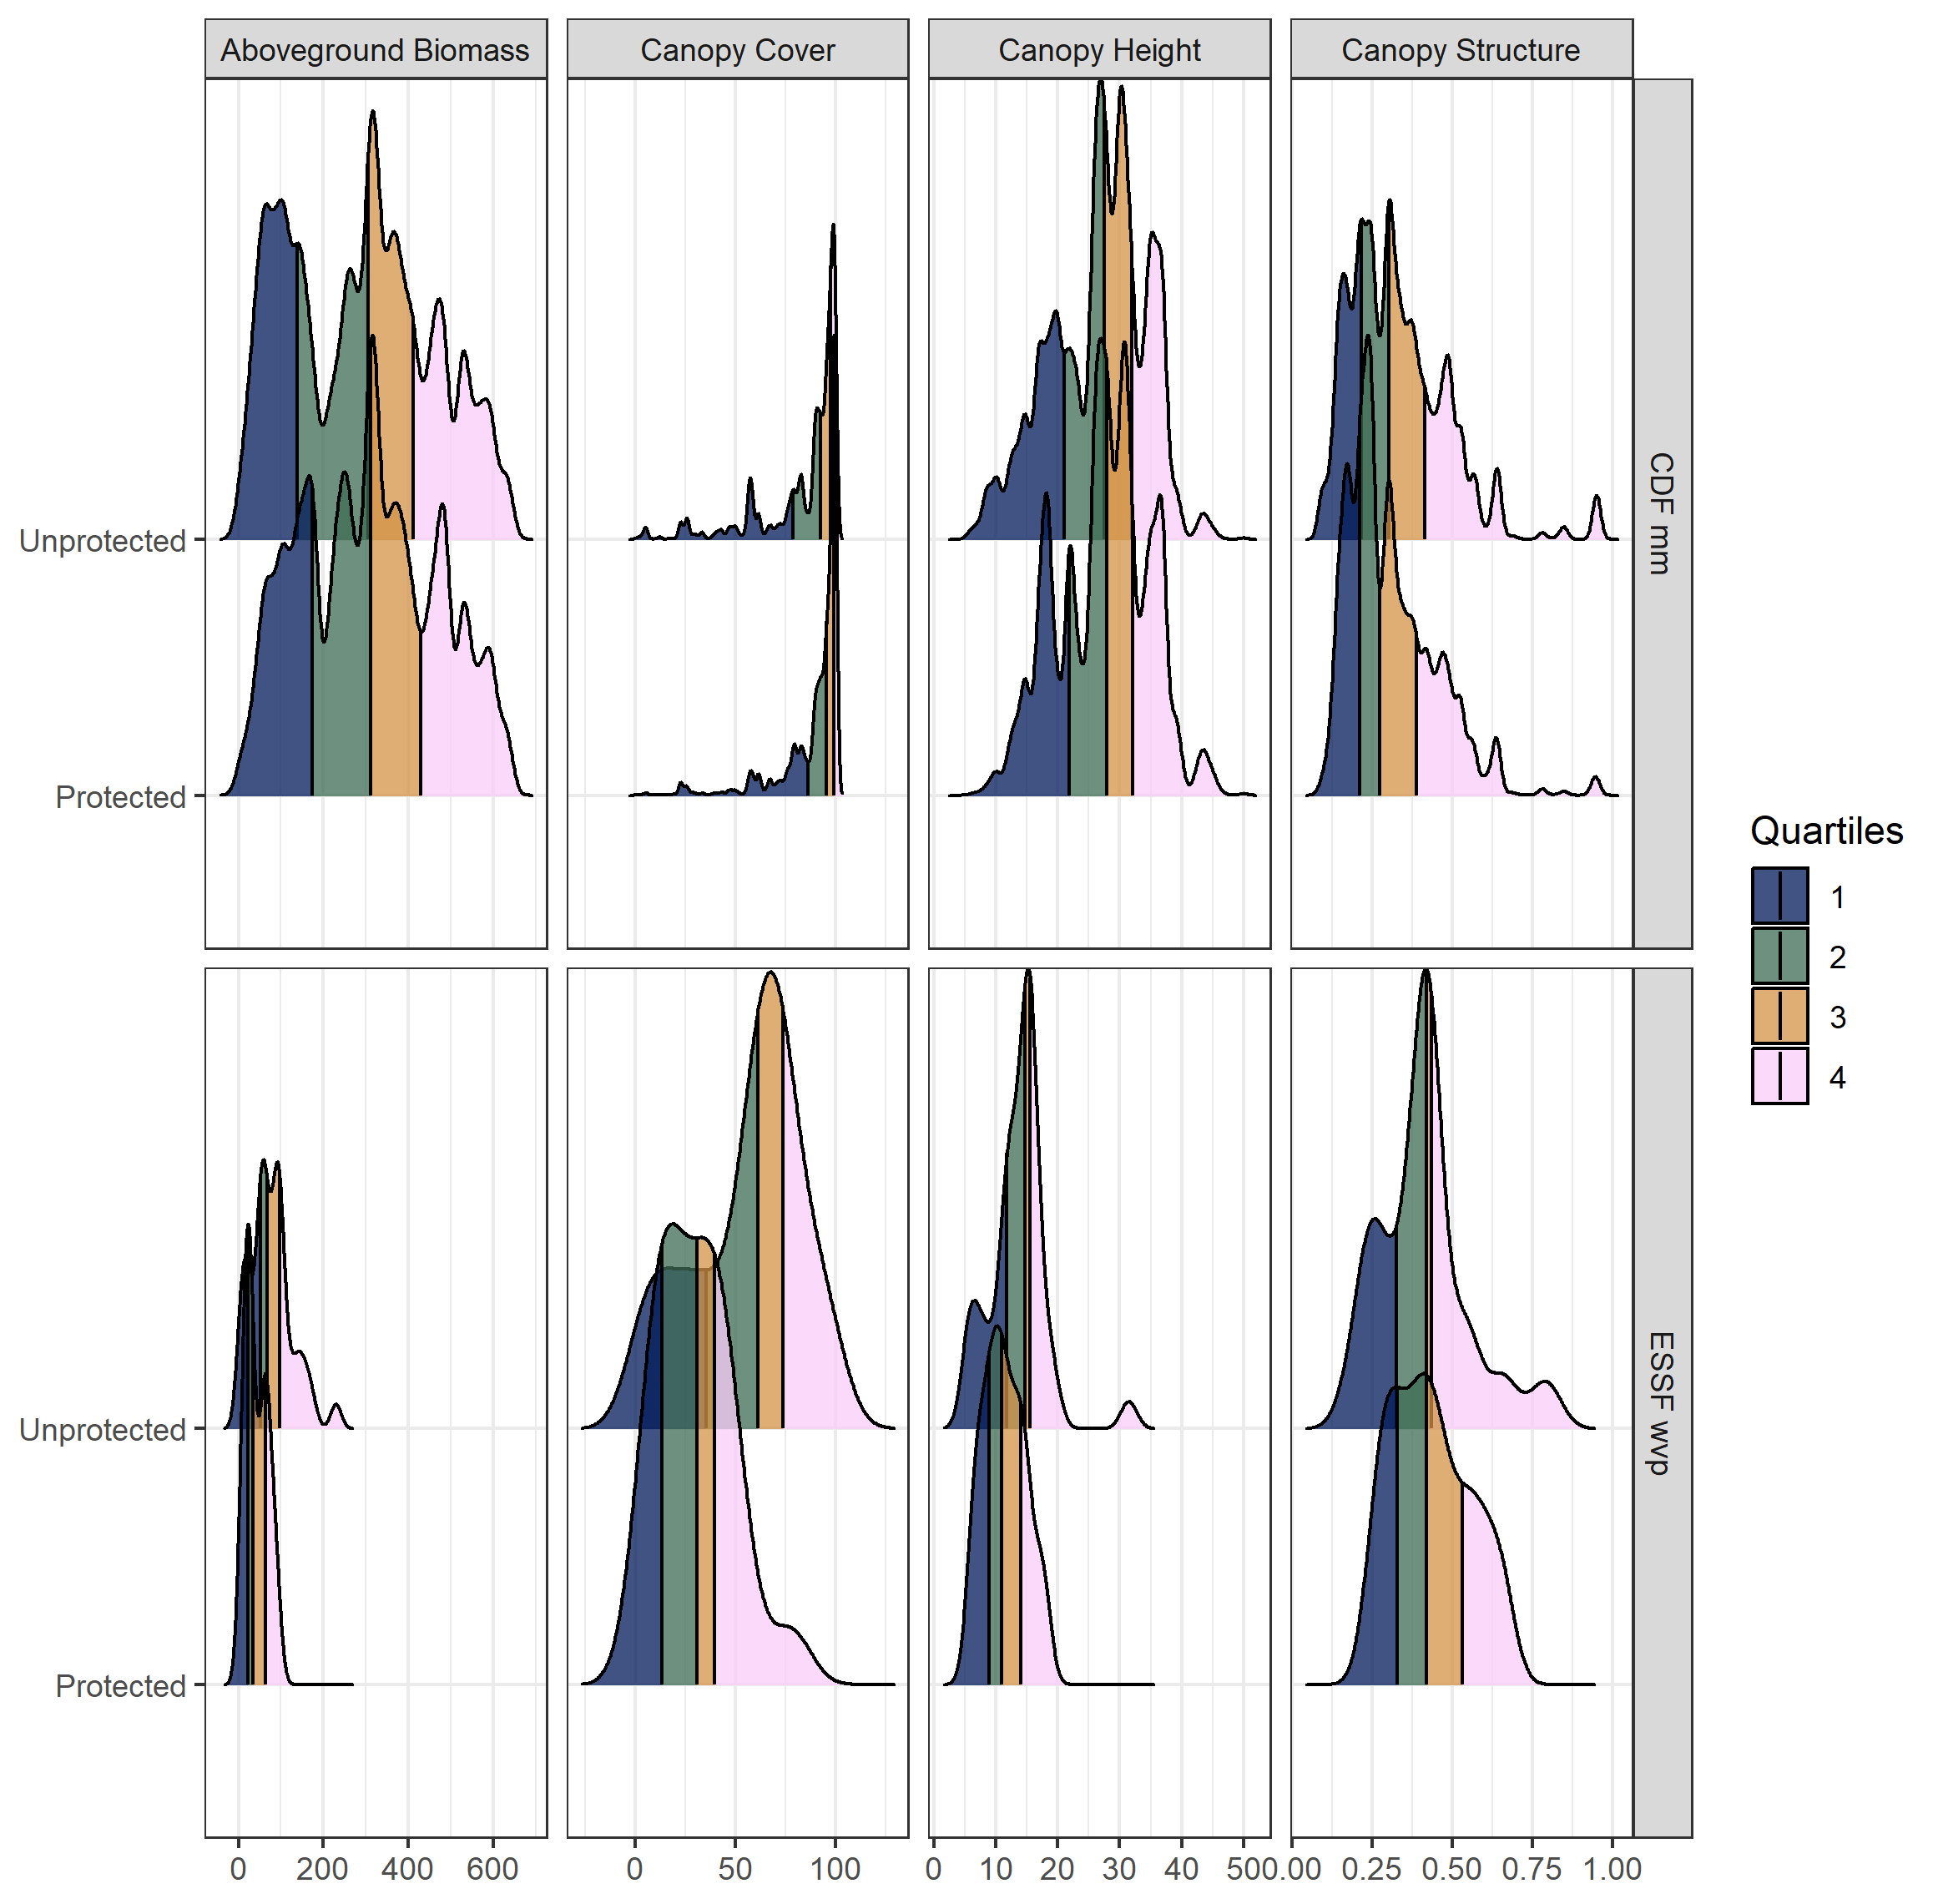 Aboveground Biomass
Canopy Cover
Canopy Height
Canopy Structure
Unprotected
Protected
CDF mm
Unprotected
Protected
ESSF wvp
0 200 400 600
0 50 100
0 10 20 30 40 50
0.00 0.25 0.50 0.75 1.00
Quartiles
1
2
3
4